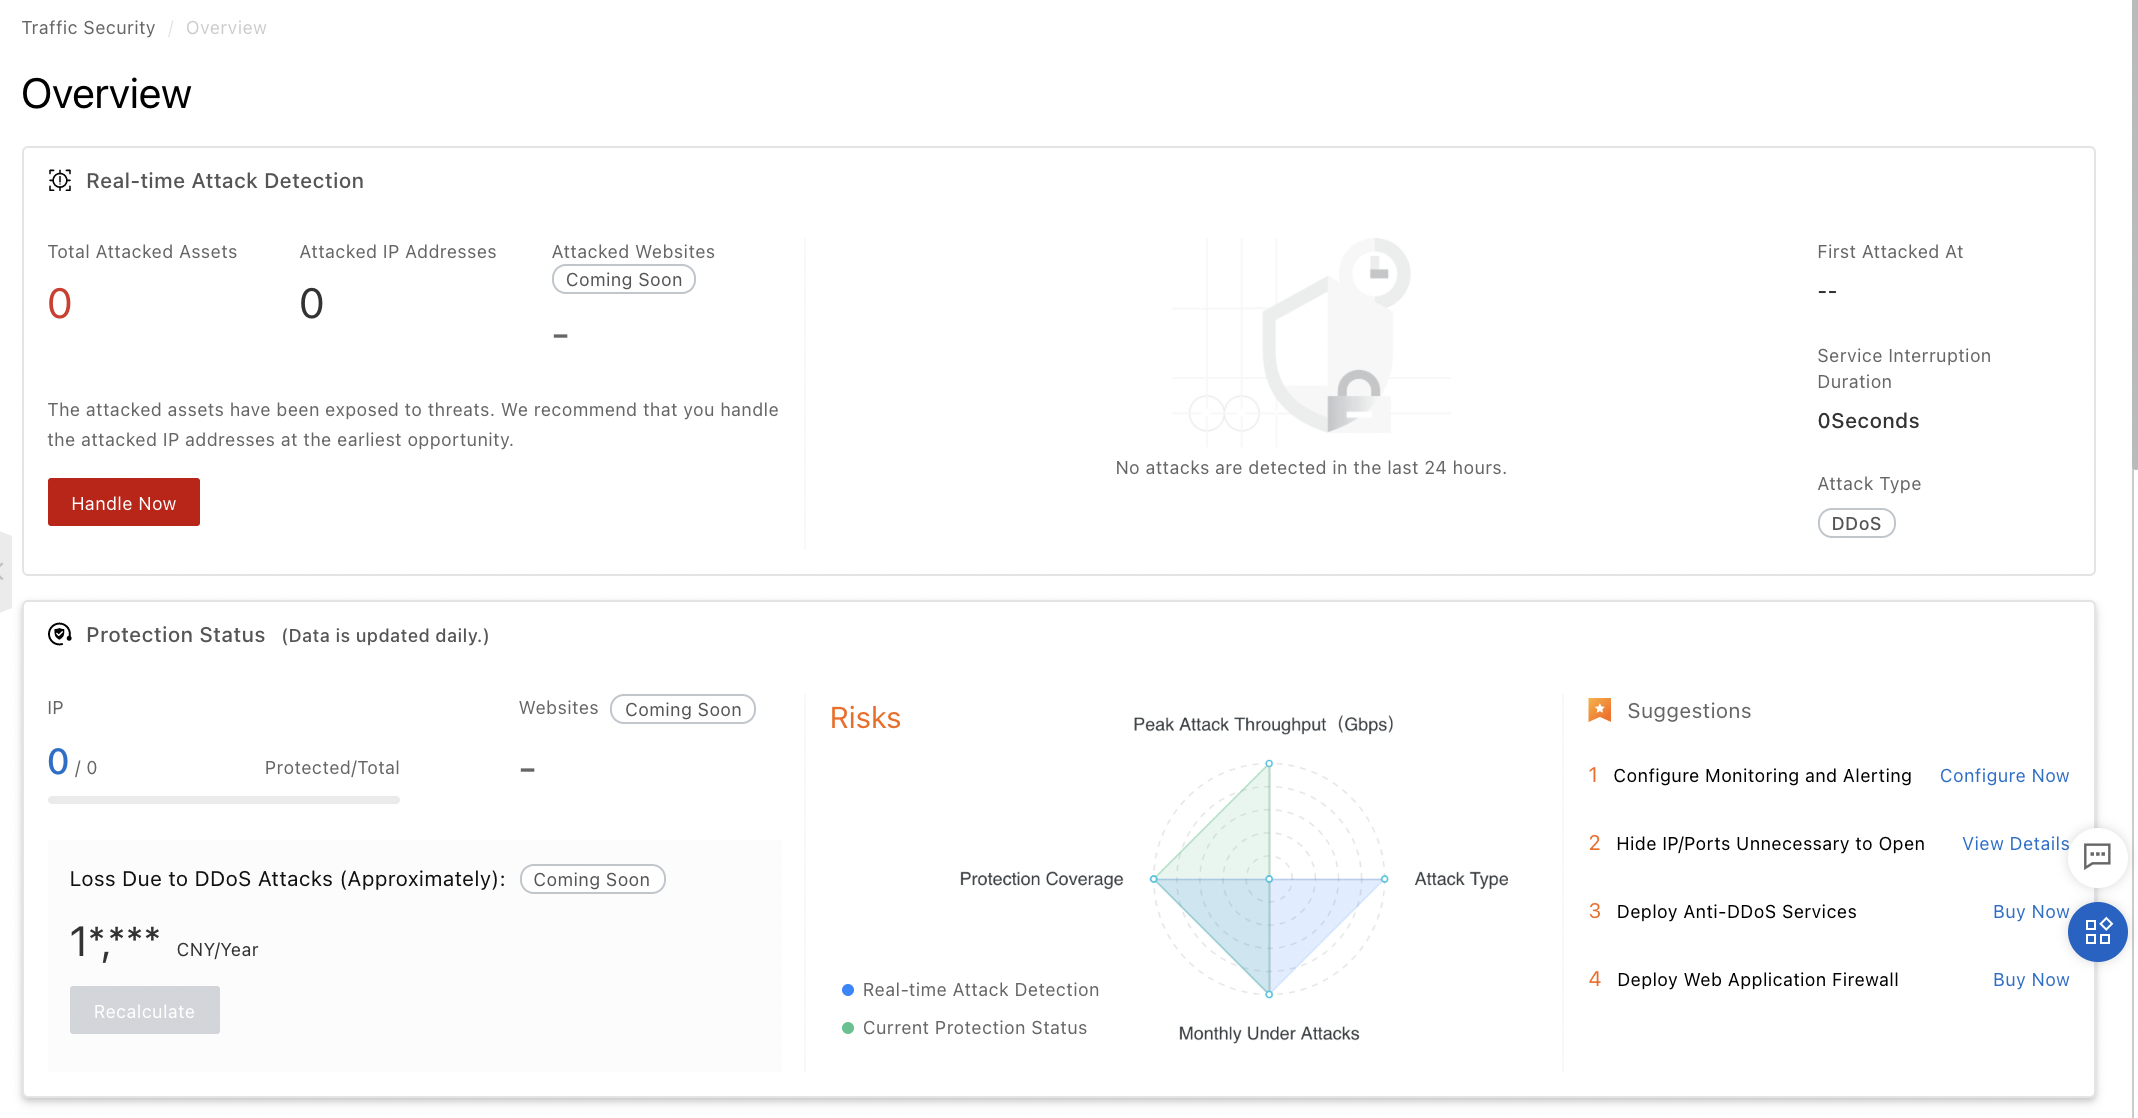 Traffic Security / Overview
Overview
Real-time Attack Detection
Total Attacked Assets
0
Attacked IP Addresses
0
Attacked Websites
Coming Soon
–
The attacked assets have been exposed to threats. We recommend that you handle
the attacked IP addresses at the earliest opportunity.
Handle Now
No attacks are detected in the last 24 hours.
First Attacked At
--
Service Interruption
Duration
0Seconds
Attack Type
DDoS
Protection Status (Data is updated daily.)
IP
0 / 0 Protected/Total
Websites Coming Soon
–
Loss Due to DDoS Attacks (Approximately): Coming Soon
1*,*** CNY/Year
Recalculate
Risks
Peak Attack Throughput（Gbps）
Protection Coverage
Attack Type
Monthly Under Attacks
Real-time Attack Detection
Current Protection Status
Suggestions
1 Configure Monitoring and Alerting Configure Now
2 Hide IP/Ports Unnecessary to Open View Details
3 Deploy Anti-DDoS Services Buy Now
4 Deploy Web Application Firewall Buy Now